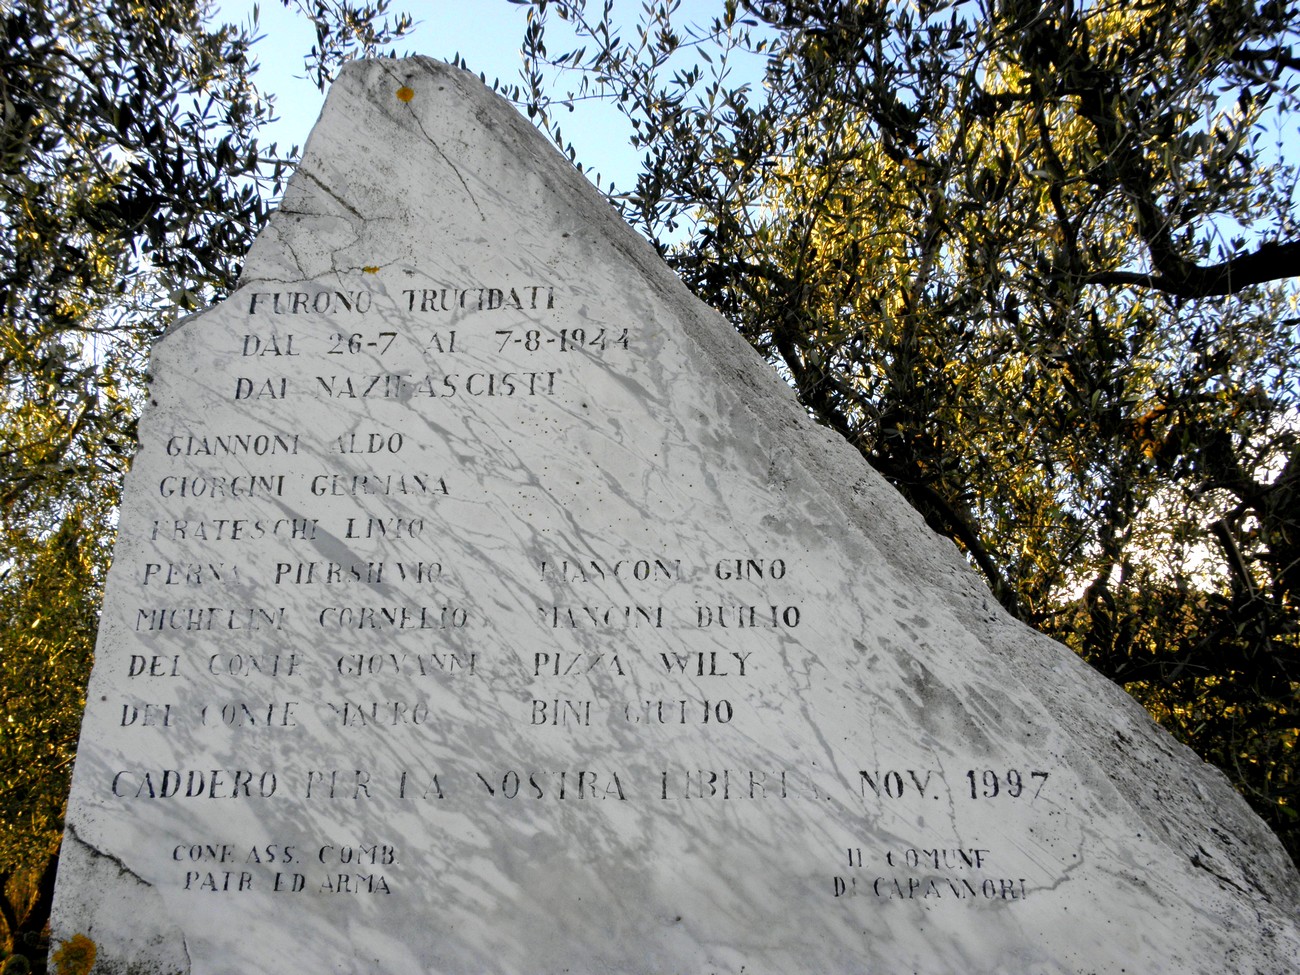 FURONO TRUCIDATI
DAL 26-7 AL 7-8-1944
DAI NAZIFASCISTI
GIANNONI ALDO
GIORGINI GERMANA
FRATESCHI LIVIO
PERNA PIERSILVIO
MICHELINI CORNELIO
DEL CONTE GIOVANNI
DEL CONTE MAURO
BIANCONI GINO
MANCINI DUILIO
PIZZA WILY
BINI GIULIO
CADDERO PER LA NOSTRA LIBERTA. NOV. 1997
CONF. ASS. COMB.
PATR ED ARMA
IL COMUNE
DI CAPANNORI